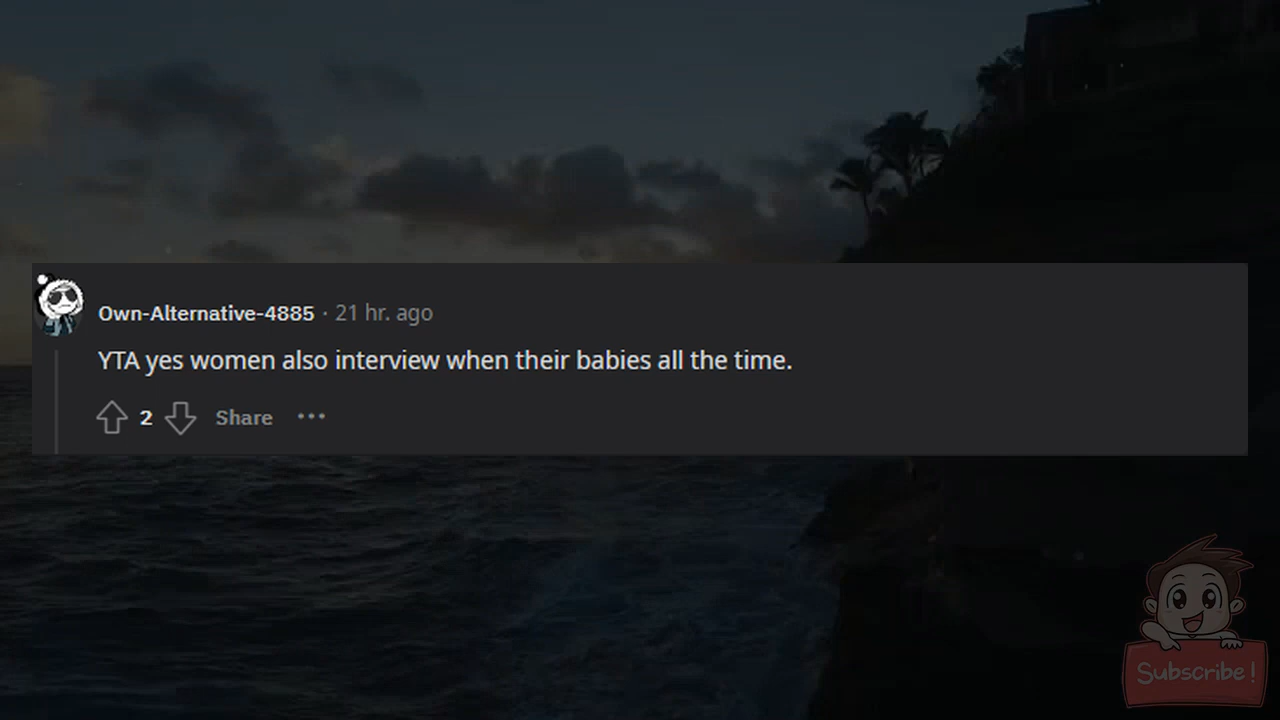 Own-Alternative-4885 · 21 hr. ago
YTA yes women also interview when their babies all the time.
2 Share ···
Subscribe!